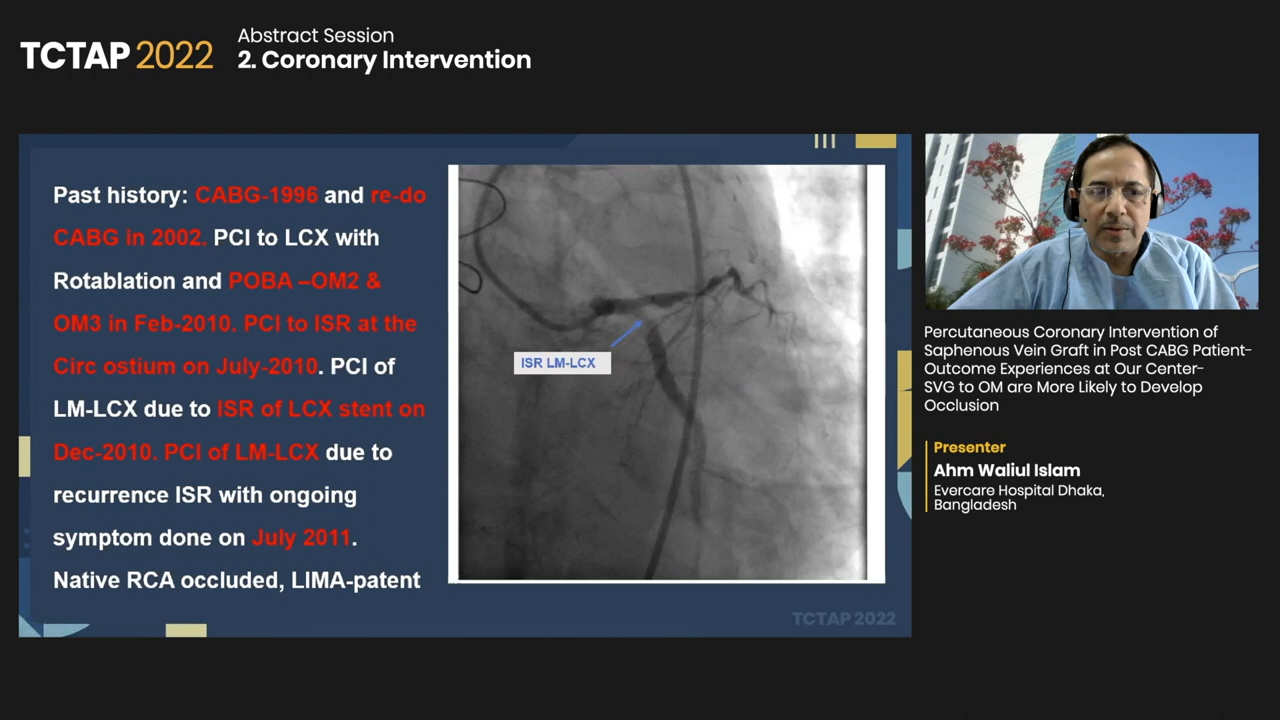 TCTAP 2022
Abstract Session
2. Coronary Intervention
Past history: CABG-1996 and re-do
CABG in 2002. PCI to LCX with
Rotablation and POBA –OM2 &
OM3 in Feb-2010. PCI to ISR at the
Circ ostium on July-2010. PCI of
LM-LCX due to ISR of LCX stent on
Dec-2010. PCI of LM-LCX due to
recurrence ISR with ongoing
symptom done on July 2011.
Native RCA occluded, LIMA-patent
ISR LM-LCX
TCTAP 2022
Percutaneous Coronary Intervention of
Saphenous Vein Graft in Post CABG Patient-
Outcome Experiences at Our Center-
SVG to OM are More Likely to Develop
Occlusion
Presenter
Ahm Waliul Islam
Evercare Hospital Dhaka,
Bangladesh